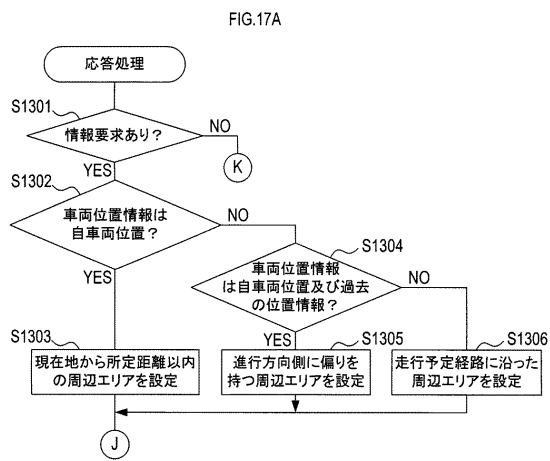 FIG.17A
応答処理
S1301
情報要求あり？
NO
K
YES
S1302
車両位置情報は
自車両位置？
NO
YES
S1304
車両位置情報
は自車両位置及び過去
の位置情報？
NO
YES
S1303
現在地から所定距離以内
の周辺エリアを設定
S1305
進行方向側に偏りを
持つ周辺エリアを設定
S1306
走行予定経路に沿った
周辺エリアを設定
J